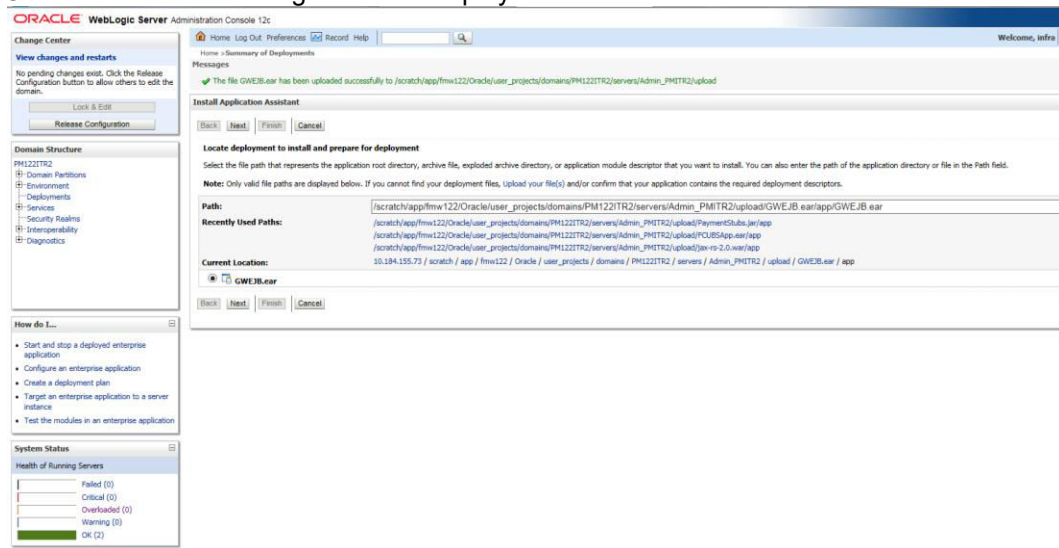 ORACLE WebLogic Server Administration Console 12c
Change Center
View changes and restarts
No pending changes exist. Click the Release
Configuration button to allow others to edit the
domain.
Lock & Edit
Release Configuration
Domain Structure
PM122ITR2
Domain Partitions
Environment
Deployments
Services
Security Realms
Interoperability
Diagnostics
How do I...
Start and stop a deployed enterprise
application
Configure an enterprise application
Create a deployment plan
Target an enterprise application to a server
instance
Test the modules in an enterprise application
System Status
Health of Running Servers
Failed (0)
Critical (0)
Overloaded (0)
Warning (0)
OK (2)
Home Log Out Preferences Record Help
Welcome, infra
Home >Summary of Deployments
Messages
The file GWEJB.ear has been uploaded successfully to /scratch/app/fmw122/Oracle/user_projects/domains/PM122ITR2/servers/Admin_PMITR2/upload
Install Application Assistant
Back Next Finish Cancel
Locate deployment to install and prepare for deployment
Select the file path that represents the application root directory, archive file, exploded archive directory, or application module descriptor that you want to install. You can also enter the path of the application directory or file in the Path field.
Note: Only valid file paths are displayed below. If you cannot find your deployment files, Upload your file(s) and/or confirm that your application contains the required deployment descriptors.
Path: /scratch/app/fmw122/Oracle/user_projects/domains/PM122ITR2/servers/Admin_PMITR2/upload/GWEJB.ear/app/GWEJB.ear
Recently Used Paths: /scratch/app/fmw122/Oracle/user_projects/domains/PM122ITR2/servers/Admin_PMITR2/upload/PaymentStubs.jar/app
/scratch/app/fmw122/Oracle/user_projects/domains/PM122ITR2/servers/Admin_PMITR2/upload/FCUBSApp.ear/app
/scratch/app/fmw122/Oracle/user_projects/domains/PM122ITR2/servers/Admin_PMITR2/upload/jax-rs-2.0.war/app
Current Location: 10.184.155.73 / scratch / app / fmw122 / Oracle / user_projects / domains / PM122ITR2 / servers / Admin_PMITR2 / upload / GWEJB.ear / app
GWEJB.ear
Back Next Finish Cancel